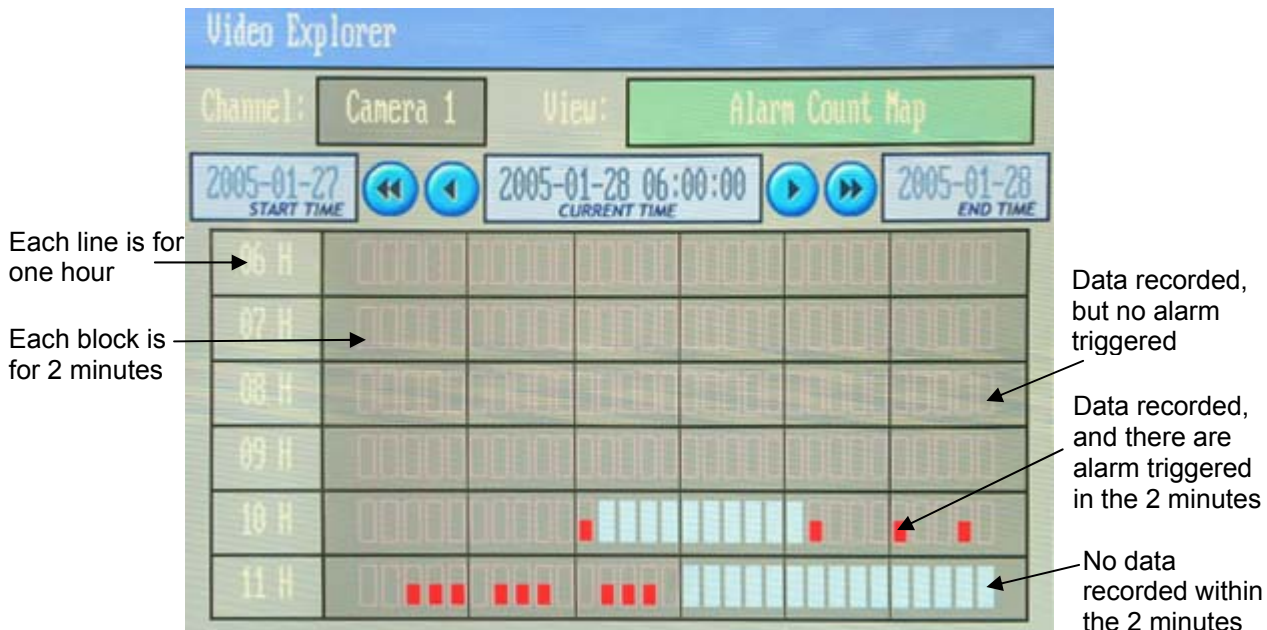 Video Explorer
Channel: Camera 1 View: Alarm Count Map
2005-01-27 2005-01-28 06:00:00 2005-01-28
START TIME CURRENT TIME END TIME
Each line is for
one hour
06 H
Each block is
for 2 minutes
07 H
08 H
09 H
10 H
11 H
Data recorded,
but no alarm
triggered
Data recorded,
and there are
alarm triggered
in the 2 minutes
No data
recorded within
the 2 minutes